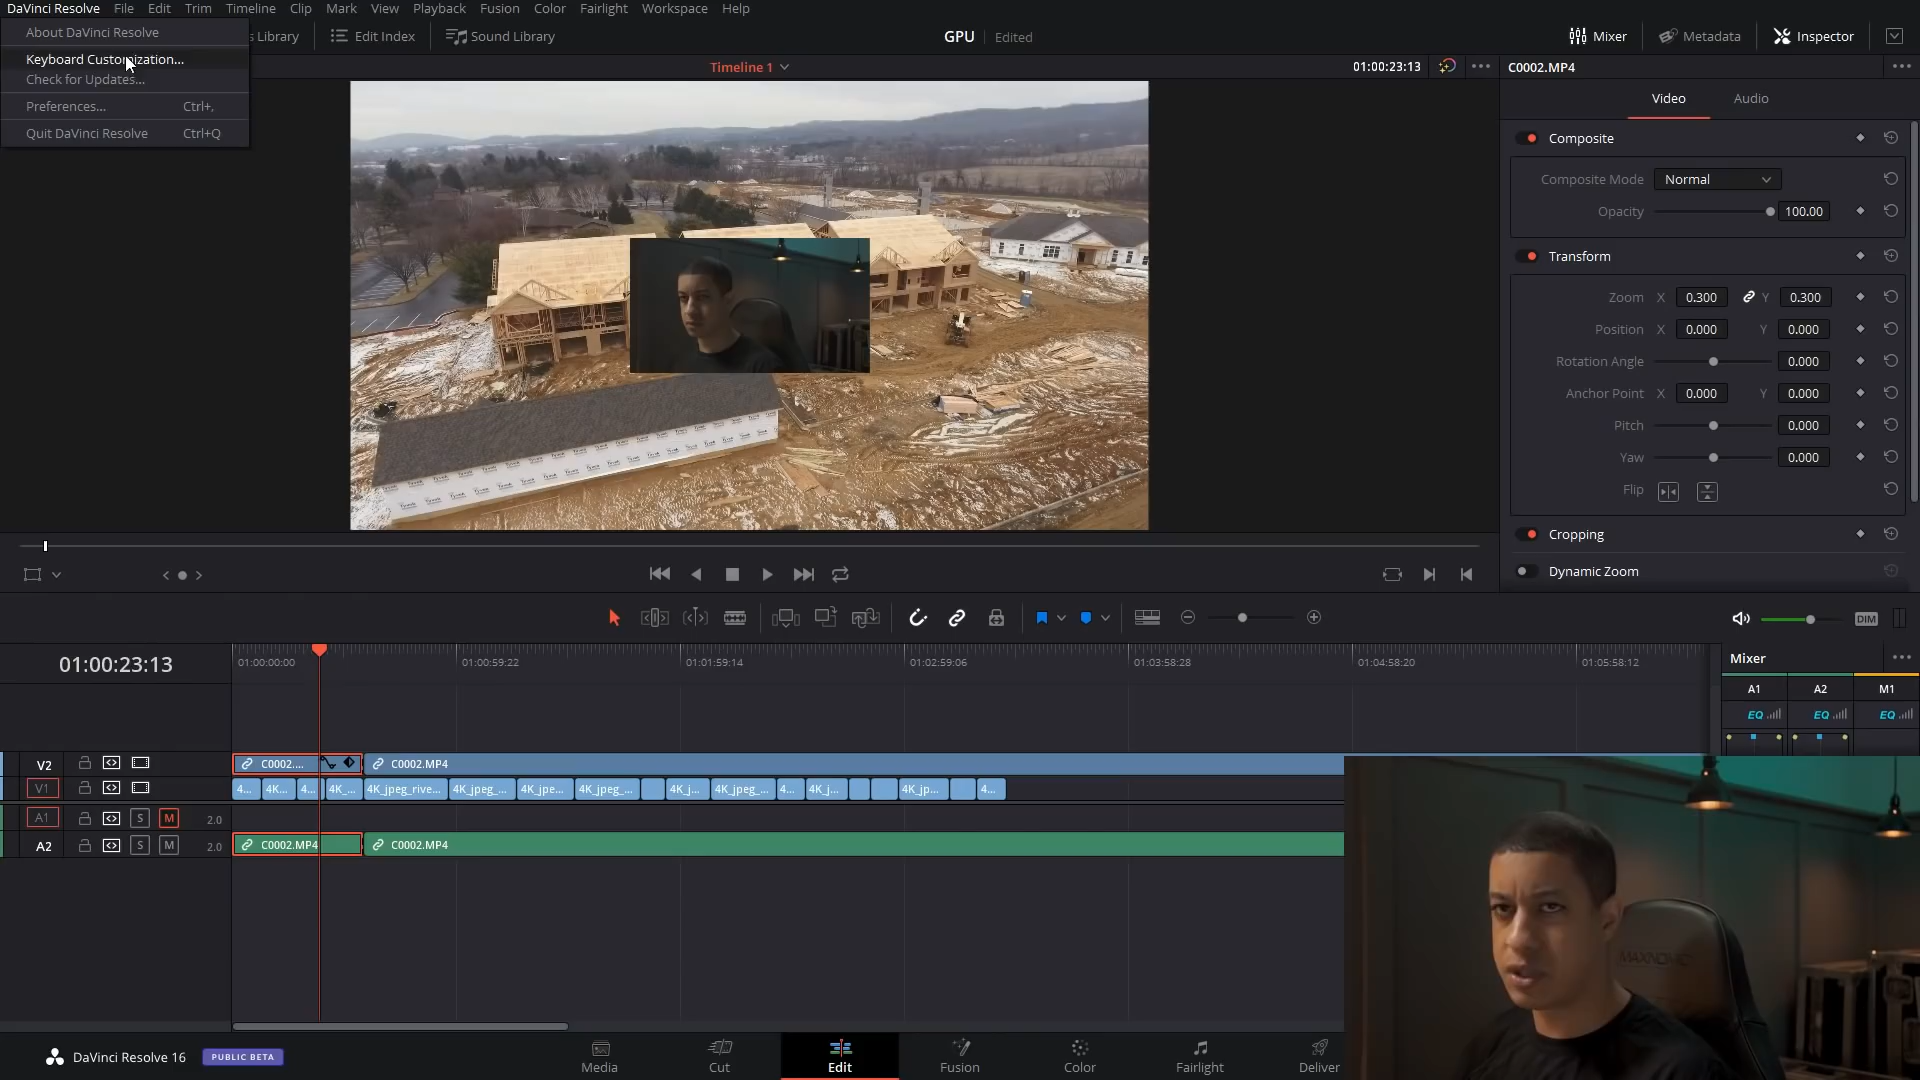 DaVinci Resolve File Edit Trim Timeline Clip Mark View Playback Fusion Color Fairlight Workspace Help
About DaVinci Resolve
Keyboard Customization...
Check for Updates...
Preferences... Ctrl+,
Quit DaVinci Resolve Ctrl+Q
s Library Edit Index Sound Library GPU Edited Mixer Metadata Inspector
Timeline 1 01:00:23:13 C0002.MP4
Video Audio
Composite
Composite Mode Normal
Opacity 100.00
Transform
Zoom X 0.300 Y 0.300
Position X 0.000 Y 0.000
Rotation Angle 0.000
Anchor Point X 0.000 Y 0.000
Pitch 0.000
Yaw 0.000
Flip
Cropping
Dynamic Zoom
DIM
01:00:23:13 01:00:00:00 01:00:59:22 01:01:59:14 01:02:59:06 01:03:58:28 01:04:58:20 01:05:58:12
Mixer
A1 A2 M1
EQ EQ EQ
V2 C0002.... C0002.MP4
V1 4... 4K... 4... 4K_... 4K_jpeg_rive... 4K_jpeg_... 4K_jpe... 4K_jpeg_... 4K_j... 4K_jpeg_... 4... 4K_j... 4K_jp... 4...
A1 S M 2.0
A2 S M 2.0 C0002.MP4 C0002.MP4
MAXNOMIC
DaVinci Resolve 16 PUBLIC BETA Media Cut Edit Fusion Color Fairlight Deliver